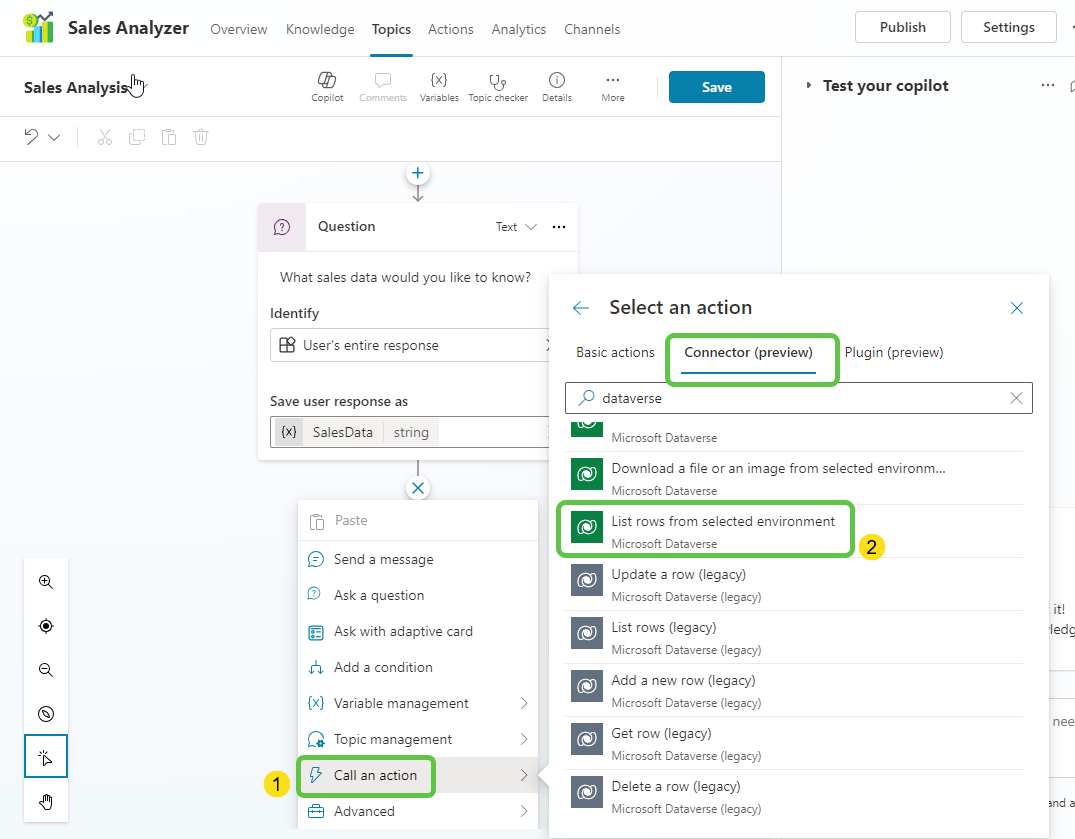 Sales Analyzer
Overview
Knowledge
Topics
Actions
Analytics
Channels
Publish
Settings
Sales Analysis
Copilot
{x}
Comments
Variables
Topic checker
Details
More
Save
Test your copilot
Question
Text
What sales data would you like to know?
Identify
User's entire response
Save user response as
{x} SalesData string
Paste
Send a message
Ask a question
Ask with adaptive card
Add a condition
{x} Variable management
Topic management
1 Call an action
Advanced
Select an action
Basic actions
Connector (preview)
Plugin (preview)
dataverse
Microsoft Dataverse
Download a file or an image from selected environm...
Microsoft Dataverse
List rows from selected environment
Microsoft Dataverse
2
Update a row (legacy)
Microsoft Dataverse (legacy)
List rows (legacy)
Microsoft Dataverse (legacy)
Add a new row (legacy)
Microsoft Dataverse (legacy)
Get row (legacy)
Microsoft Dataverse (legacy)
Delete a row (legacy)
Microsoft Dataverse (legacy)
it!
nee
and a